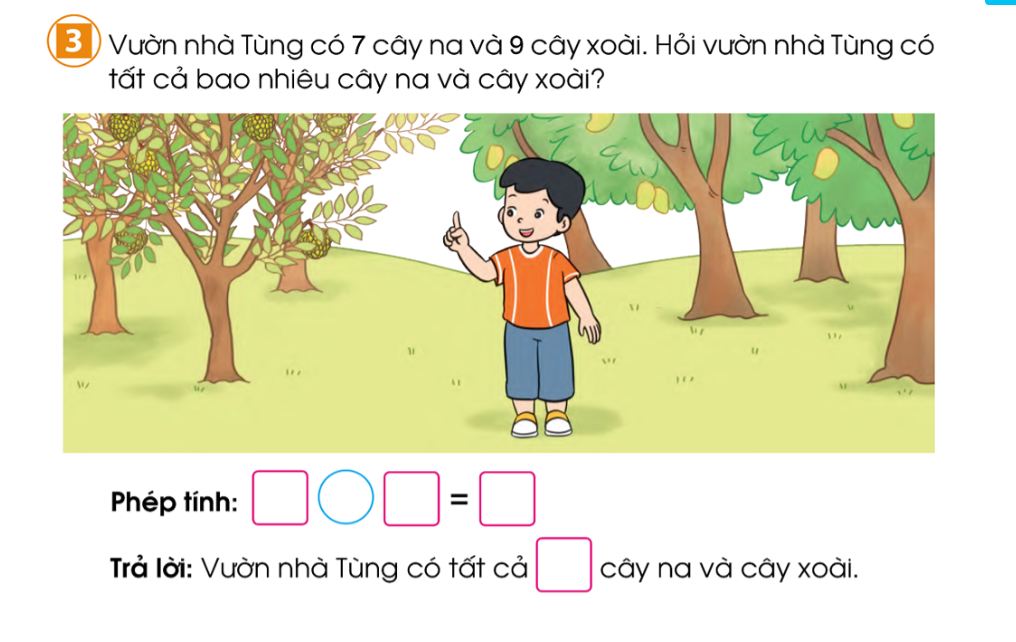 3 Vườn nhà Tùng có 7 cây na và 9 cây xoài. Hỏi vườn nhà Tùng có
tất cả bao nhiêu cây na và cây xoài?
Phép tính: =
Trả lời: Vườn nhà Tùng có tất cả cây na và cây xoài.